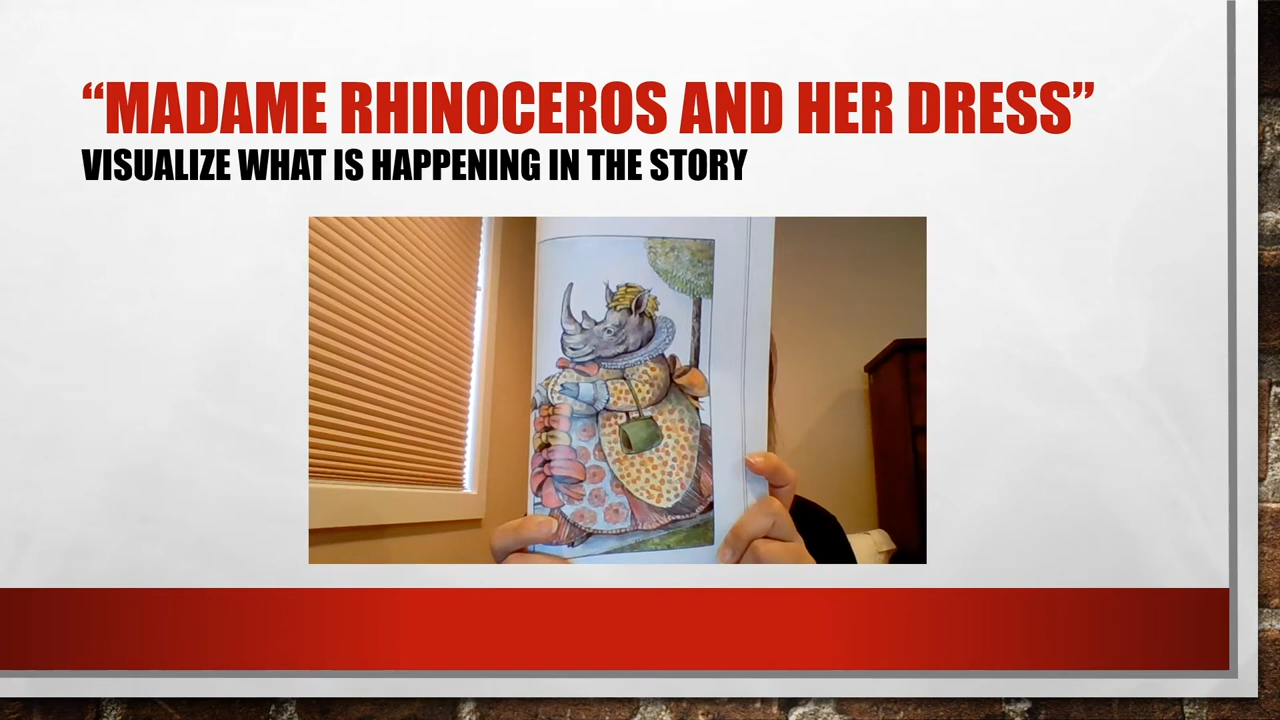 “MADAME RHINOCEROS AND HER DRESS”
VISUALIZE WHAT IS HAPPENING IN THE STORY